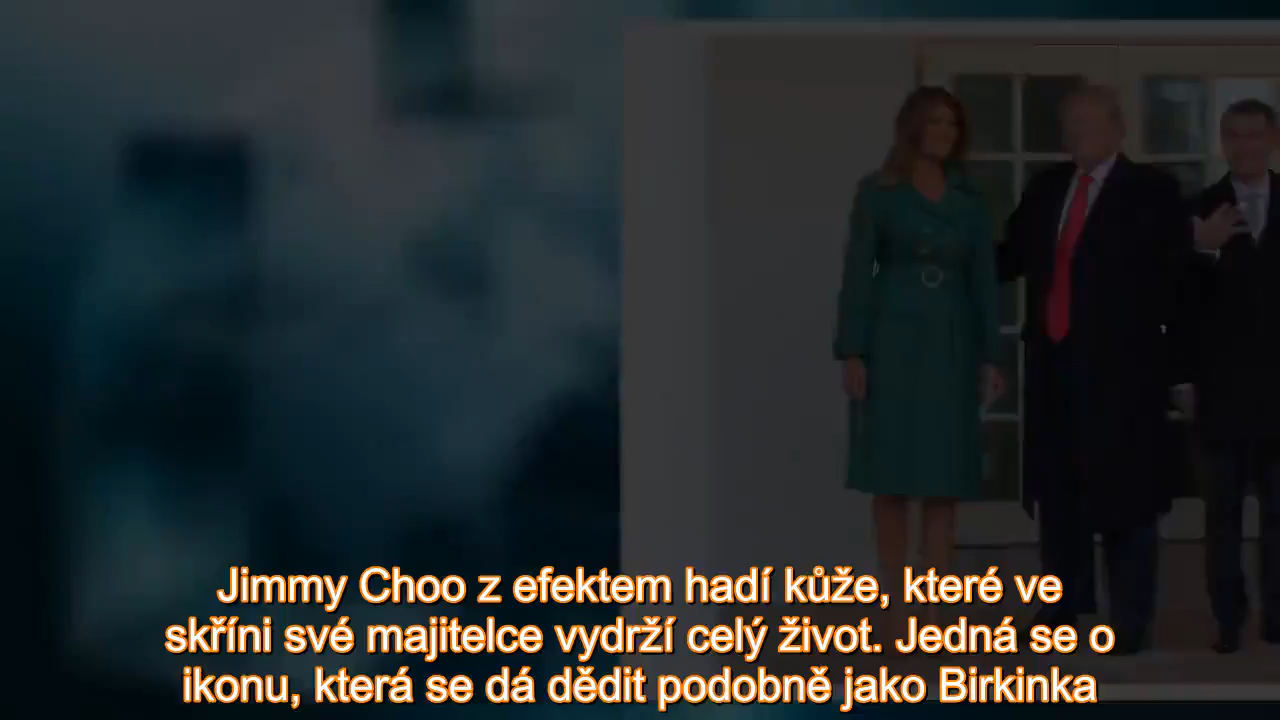 Jimmy Choo z efektem hadí kůže, které ve
skříni své majitelce vydrží celý život. Jedná se o
ikonu, která se dá dědit podobně jako Birkinka